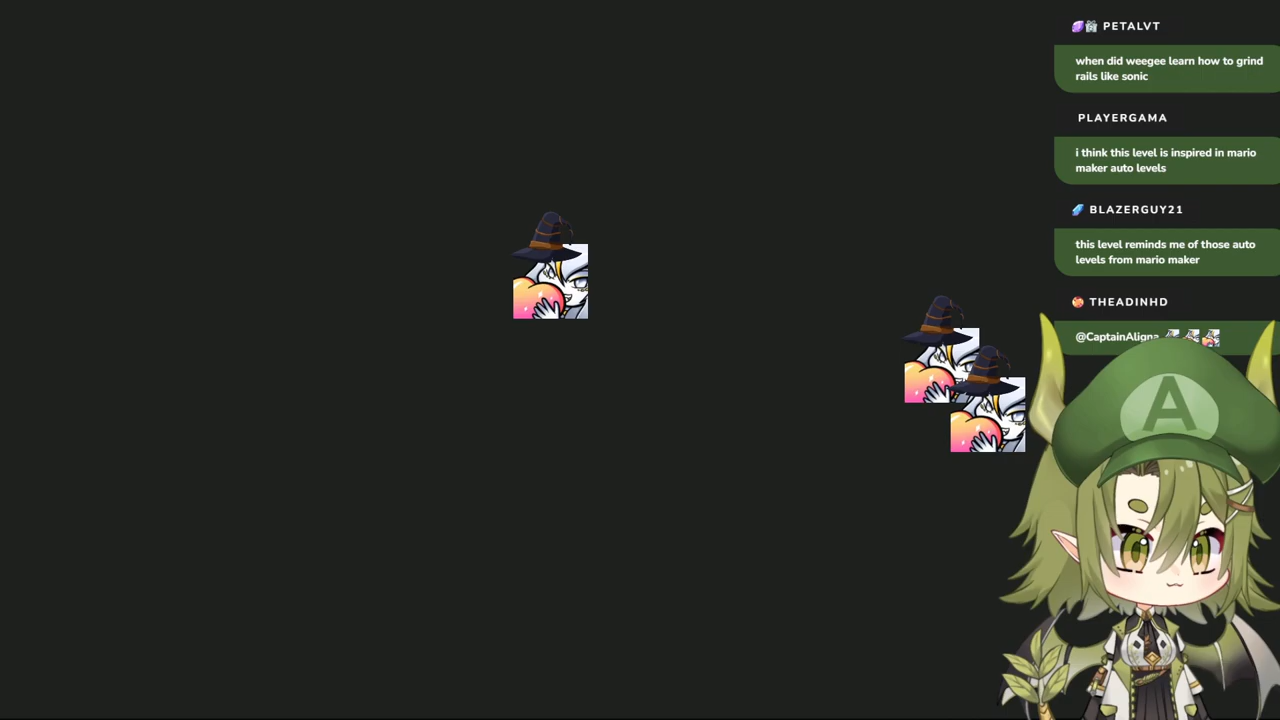 PETALVT
when did weegee learn how to grind
rails like sonic
PLAYERGAMA
i think this level is inspired in mario
maker auto levels
BLAZERGUY21
this level reminds me of those auto
levels from mario maker
THEADINHD
@CaptainAligna
A